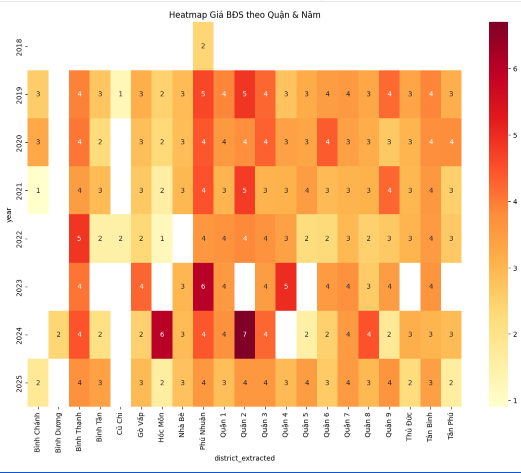 Heatmap Giá BĐS theo Quận & Năm
2018 2
2019 3 4 3 1 3 2 3 5 4 5 4 3 3 4 4 3 4 3 4 3
2020 3 4 2 3 2 3 4 4 4 4 3 3 4 3 3 3 3 4 4
2021 1 4 3 3 2 3 4 3 5 3 3 4 3 3 3 4 3 4 3
2022 5 2 2 2 1 4 4 4 4 3 2 2 3 3 3 3 4 3
2023 4 4 3 6 4 4 5 4 4 3 4 4
2024 2 4 2 2 6 3 4 4 7 4 2 2 4 4 2 3 3 3
2025 2 4 3 3 2 3 4 3 4 3 4 3 3 4 3 3 2 3 2
year
Bình Chánh
Bình Dương
Bình Thạnh
Bình Tân
Củ Chi
Gò Vấp
Hóc Môn
Nhà Bè
Phú Nhuận
Quận 1
Quận 2
Quận 3
Quận 4
Quận 5
Quận 6
Quận 7
Quận 8
Quận 9
Thủ Đức
Tân Bình
Tân Phú
district_extracted
6
5
4
3
2
1